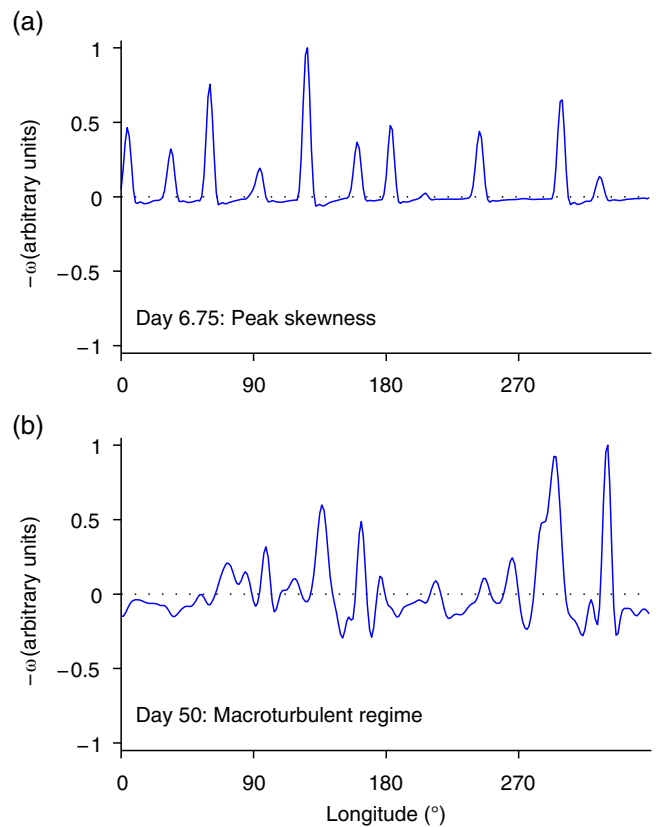 (a)
1
0.5
0
−0.5
−1
−ω(arbitrary units)
Day 6.75: Peak skewness
0 90 180 270
(b)
1
0.5
0
−0.5
−1
−ω(arbitrary units)
Day 50: Macroturbulent regime
0 90 180 270
Longitude (°)